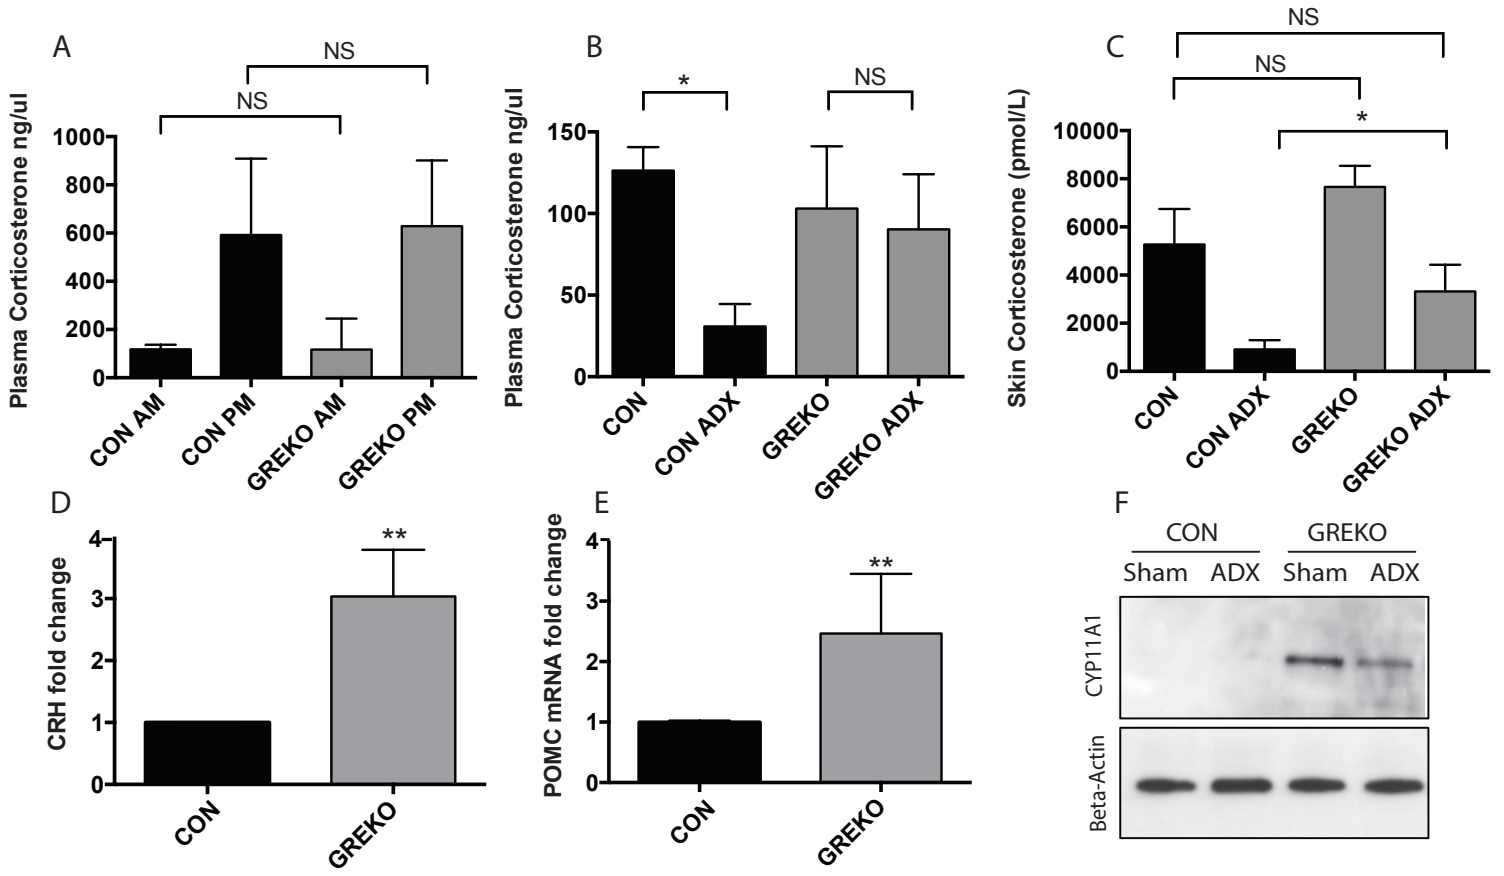 A
NS
NS
Plasma Corticosterone ng/ul
1000
800
600
400
200
0
CON AM
CON PM
GREKO AM
GREKO PM
B
*
NS
Plasma Corticosterone ng/ul
150
100
50
0
CON
CON ADX
GREKO
GREKO ADX
C
NS
NS
*
Skin Corticosterone (pmol/L)
10000
8000
6000
4000
2000
0
CON
CON ADX
GREKO
GREKO ADX
D
**
CRH fold change
4
3
2
1
0
CON
GREKO
E
**
POMC mRNA fold change
4
3
2
1
0
CON
GREKO
F
CON GREKO
Sham ADX Sham ADX
CYP11A1
Beta-Actin